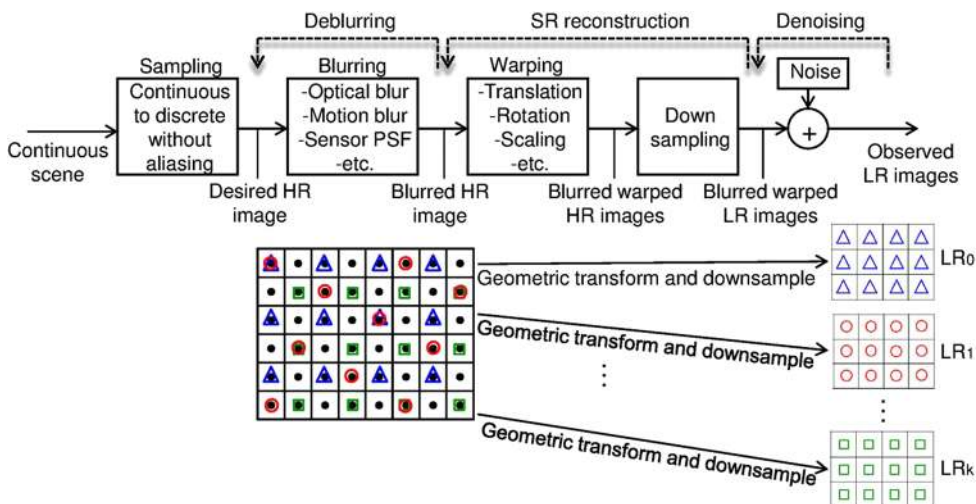 Deblurring
SR reconstruction
Denoising
Sampling
Continuous
to discrete
without
aliasing
Blurring
-Optical blur
-Motion blur
-Sensor PSF
-etc.
Warping
-Translation
-Rotation
-Scaling
-etc.
Down
sampling
Noise
+
Continuous
scene
Desired HR
image
Blurred HR
image
Blurred warped
HR images
Blurred warped
LR images
Observed
LR images
Geometric transform and downsample
LR0
Geometric transform and downsample
LR1
Geometric transform and downsample
LRk